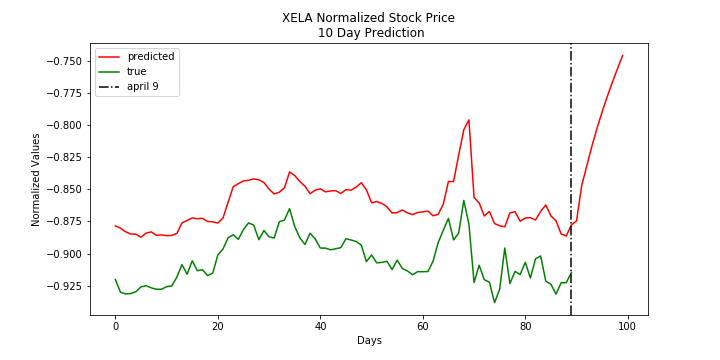 XELA Normalized Stock Price
10 Day Prediction
predicted
true
april 9
Normalized Values
−0.750
−0.775
−0.800
−0.825
−0.850
−0.875
−0.900
−0.925
0
20
40
60
80
100
Days